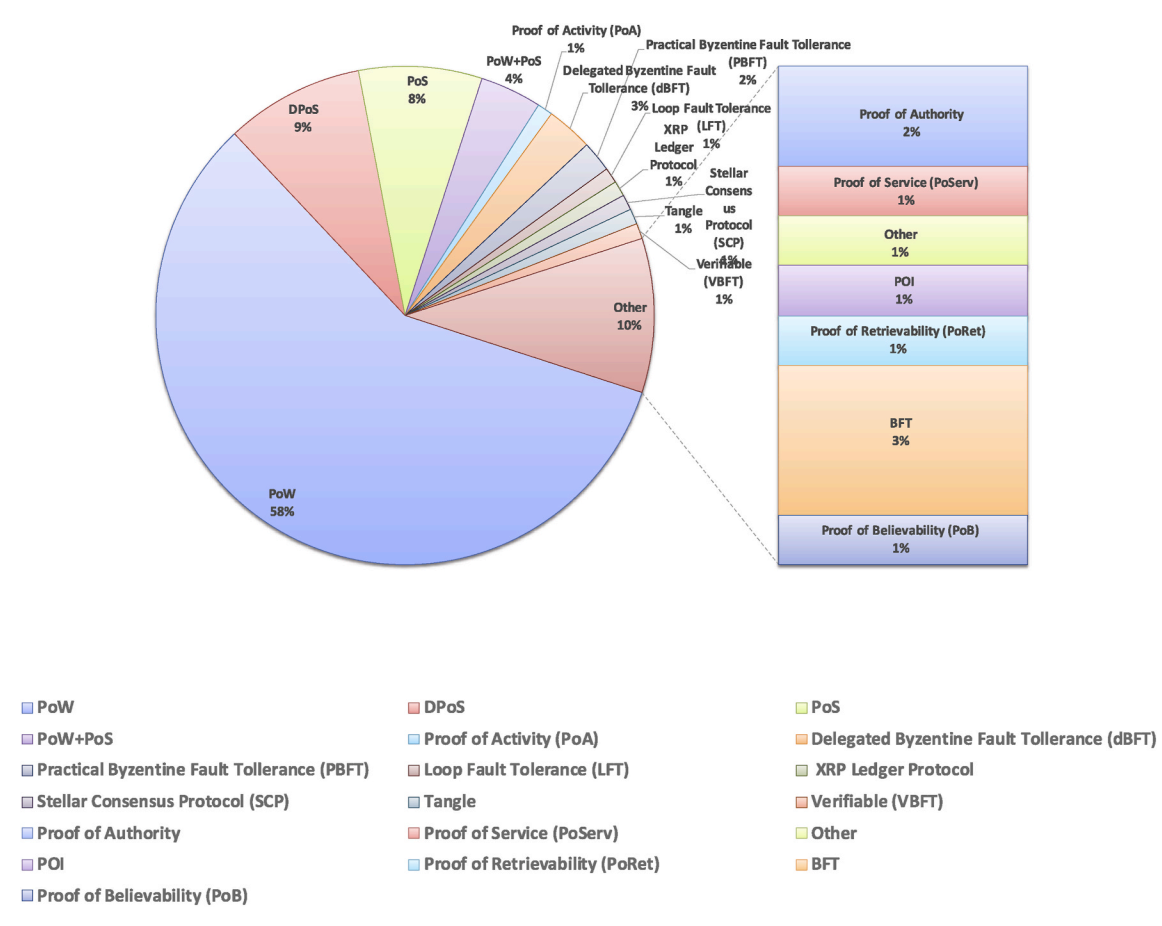 Proof of Activity (PoA)
1%
Practical Byzentine Fault Tollerance
(PBFT)
2%
PoW+PoS
4%
PoS
8%
DPoS
9%
Delegated Byzentine Fault
Tollerance (dBFT)
3%
Loop Fault Tolerance
(LFT)
1%
XRP
Ledger
Protocol
1%
Stellar
Consens
us
Protocol
(SCP)
1%
Tangle
1%
Verifiable
(VBFT)
1%
Other
10%
PoW
58%
Proof of Authority
2%
Proof of Service (PoServ)
1%
Other
1%
POI
1%
Proof of Retrievability (PoRet)
1%
BFT
3%
Proof of Believability (PoB)
1%
PoW
DPoS
PoS
PoW+PoS
Proof of Activity (PoA)
Delegated Byzentine Fault Tollerance (dBFT)
Practical Byzentine Fault Tollerance (PBFT)
Loop Fault Tolerance (LFT)
XRP Ledger Protocol
Stellar Consensus Protocol (SCP)
Tangle
Verifiable (VBFT)
Proof of Authority
Proof of Service (PoServ)
Other
POI
Proof of Retrievability (PoRet)
BFT
Proof of Believability (PoB)